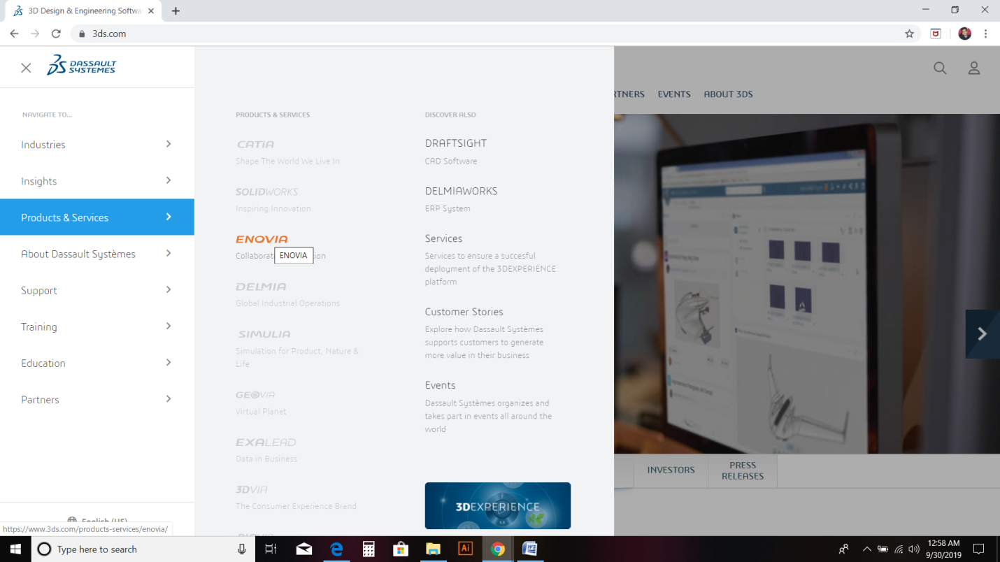 3D Design & Engineering Softwa
3ds.com
DASSAULT
SYSTEMES
NAVIGATE TO...
Industries
Insights
Products & Services
About Dassault Systèmes
Support
Training
Education
Partners
English (US)
https://www.3ds.com/products-services/enovia/
PRODUCTS & SERVICES
CATIA
Shape The World We Live In
SOLIDWORKS
Inspiring Innovation
ENOVIA
ENOVIA
DELMIA
Global Industrial Operations
SIMULIA
Simulation for Product, Nature &
Life
GEOVIA
Virtual Planet
EXALEAD
Data in Business
3DVIA
The Consumer Experience Brand
DISCOVER ALSO
DRAFTSIGHT
CAD Software
DELMIAWORKS
ERP System
Services
Services to ensure a succesful
deployment of the 3DEXPERIENCE
platform
Customer Stories
Explore how Dassault Systèmes
supports customers to generate
more value in their business
Events
Dassault Systèmes organizes and
takes part in events all around the
world
3DEXPERIENCE
RTNERS EVENTS ABOUT 3DS
INVESTORS
PRESS
RELEASES
Type here to search
Ai
W
12:58 AM
9/30/2019